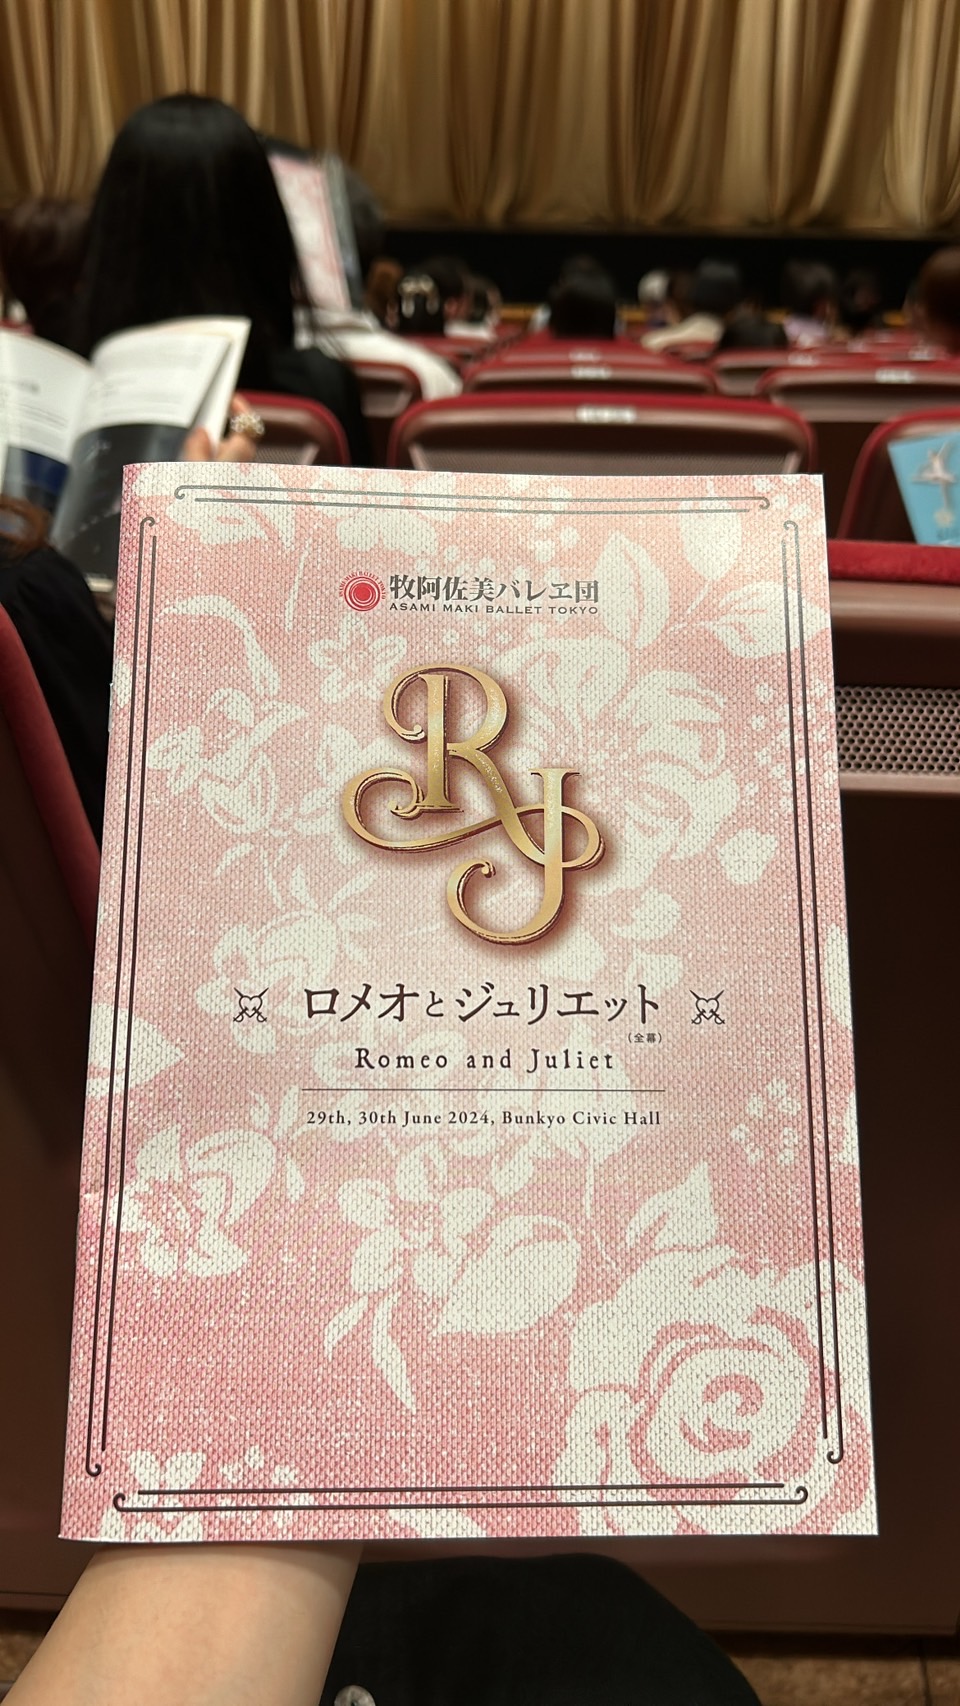 牧阿佐美バレヱ団
ASAMI MAKI BALLET TOKYO
RJ
ロメオとジュリエット
(全幕)
Romeo and Juliet
29th, 30th June 2024, Bunkyo Civic Hall